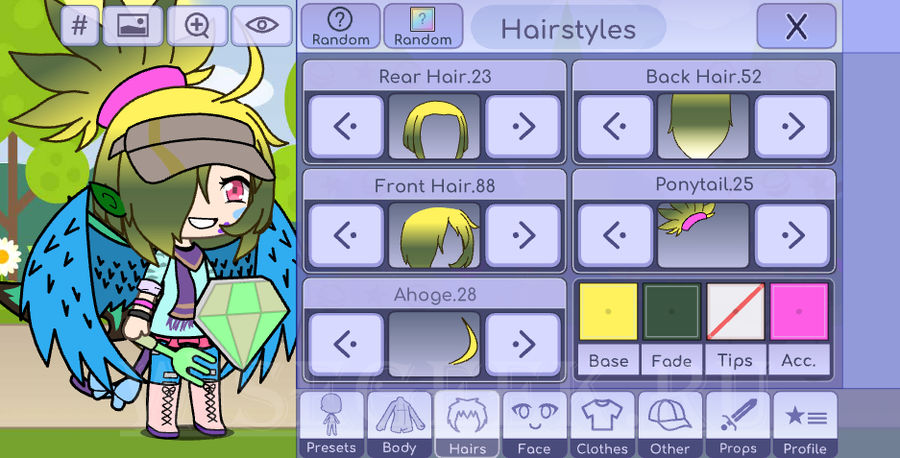 #
Random
Random
Hairstyles
X
Rear Hair.23
Back Hair.52
Front Hair.88
Ponytail.25
Ahoge.28
Base
Fade
Tips
Acc.
Presets
Body
Hairs
Face
Clothes
Other
Props
Profile